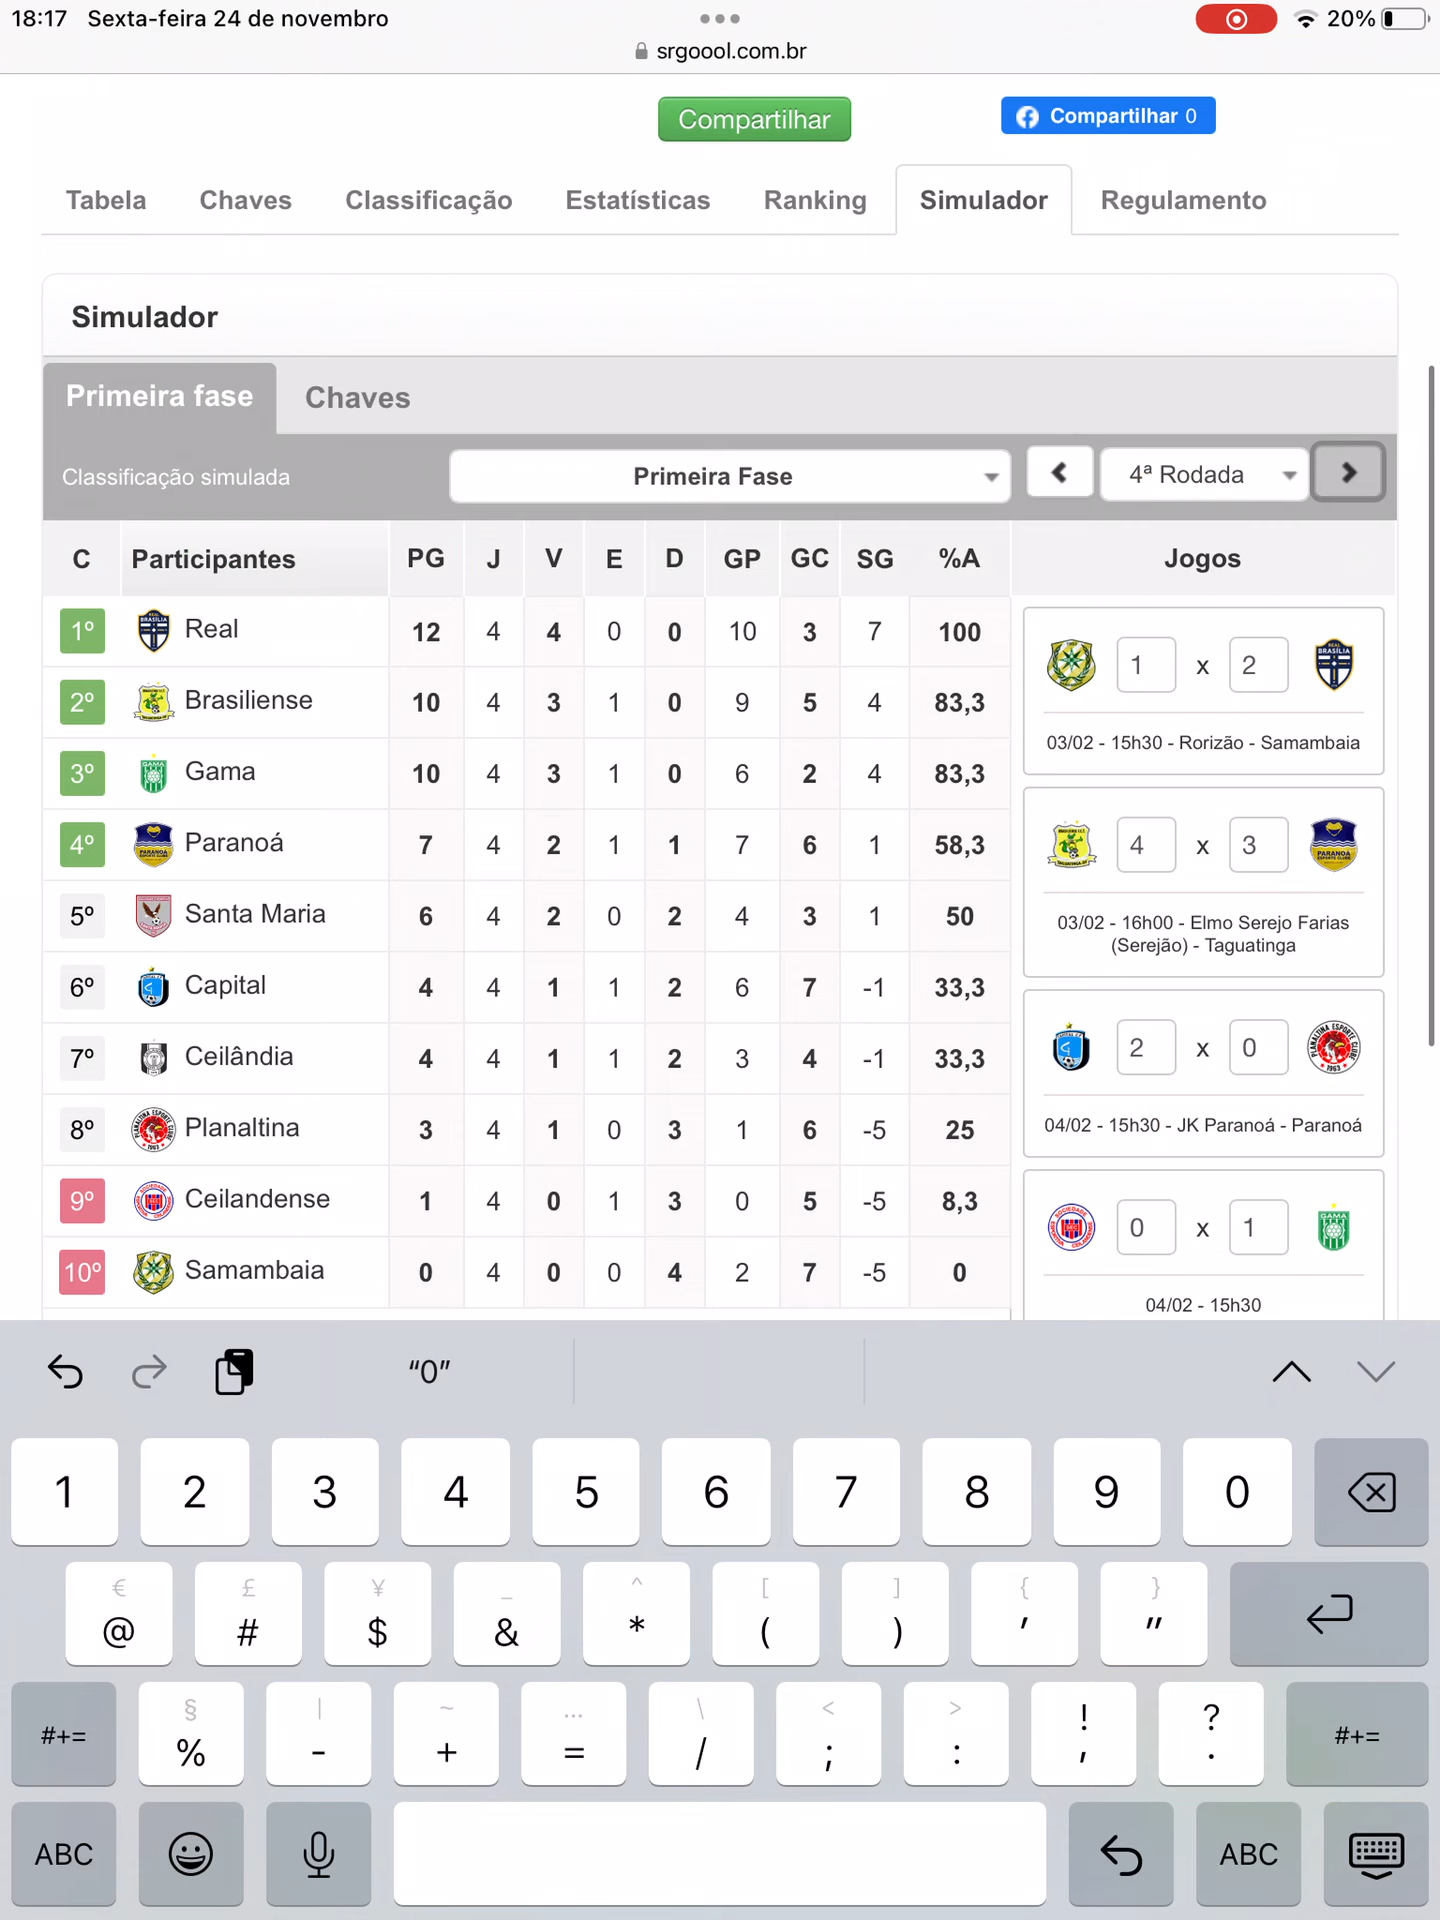 18:17 Sexta-feira 24 de novembro
20%
srgoool.com.br
Compartilhar
Compartilhar 0
Tabela Chaves Classificação Estatísticas Ranking Simulador Regulamento
Simulador
Primeira fase Chaves
Classificação simulada Primeira Fase 4ª Rodada
C Participantes PG J V E D GP GC SG %A Jogos
1º Real 12 4 4 0 0 10 3 7 100
2º Brasiliense 10 4 3 1 0 9 5 4 83,3
3º Gama 10 4 3 1 0 6 2 4 83,3
4º Paranoá 7 4 2 1 1 7 6 1 58,3
5º Santa Maria 6 4 2 0 2 4 3 1 50
6º Capital 4 4 1 1 2 6 7 -1 33,3
7º Ceilândia 4 4 1 1 2 3 4 -1 33,3
8º Planaltina 3 4 1 0 3 1 6 -5 25
9º Ceilandense 1 4 0 1 3 0 5 -5 8,3
10º Samambaia 0 4 0 0 4 2 7 -5 0
1 x 2
03/02 - 15h30 - Rorizão - Samambaia
4 x 3
03/02 - 16h00 - Elmo Serejo Farias
(Serejão) - Taguatinga
2 x 0
04/02 - 15h30 - JK Paranoá - Paranoá
0 x 1
04/02 - 15h30
“0”
1 2 3 4 5 6 7 8 9 0
€ £ ¥ _ ^ [ ] { }
@ # $ & * ( ) ' "
§ | ~ … \ < > ! ?
#+= % - + = / ; : , . #+=
ABC ABC